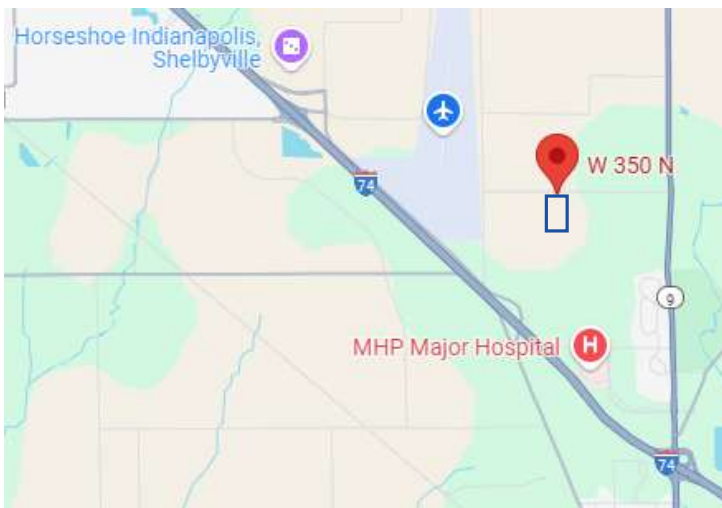 Horseshoe Indianapolis,
Shelbyville
W 350 N
74
9
MHP Major Hospital
H
74